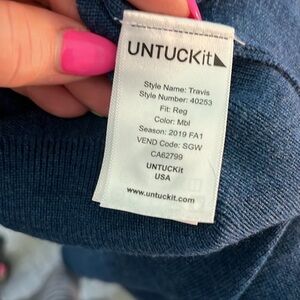 UNTUCKit
Style Name: Travis
Style Number: 40253
Fit: Reg
Color: Mbl
Season: 2019 FA1
VEND Code: SGW
CA62799
UNTUCKit
USA
www.untuckit.com